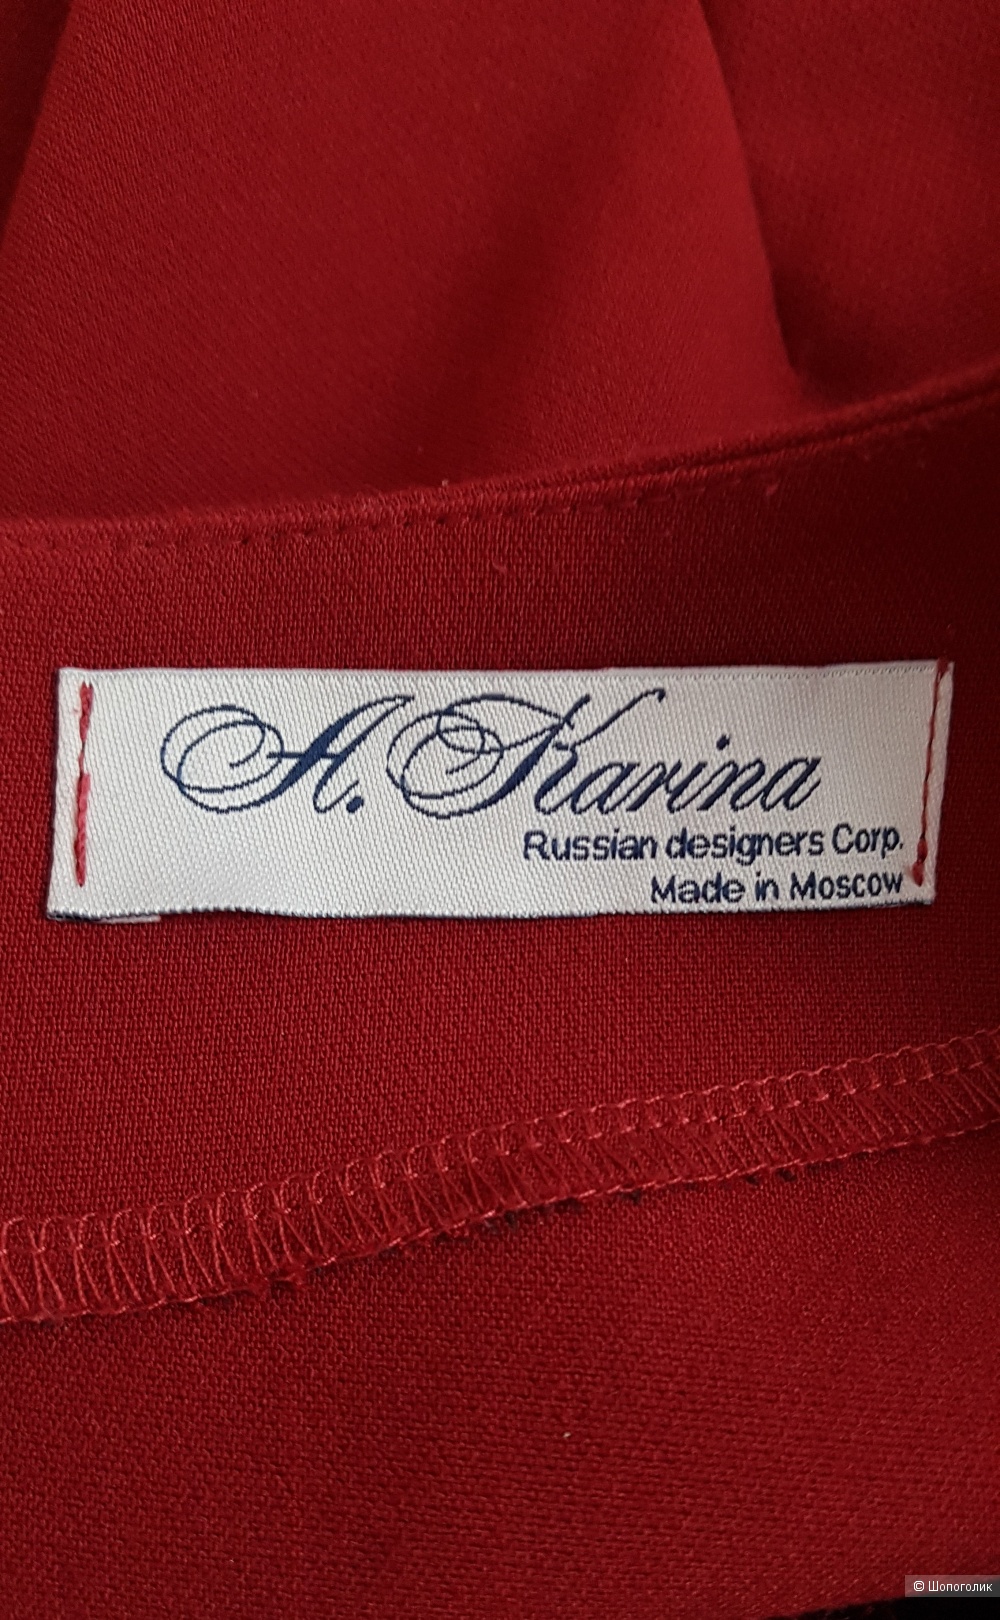 A. Karina
Russian designers Corp.
Made in Moscow
© Шопоголик